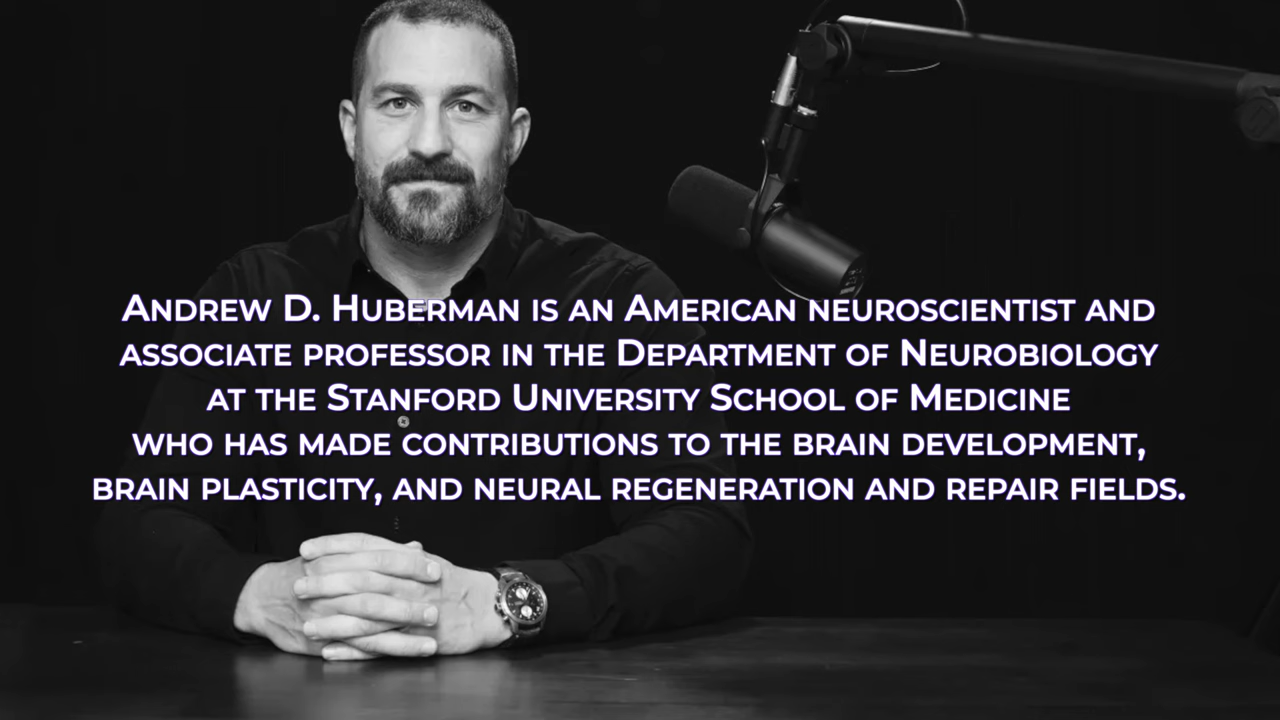 Andrew D. Huberman is an American neuroscientist and
associate professor in the Department of Neurobiology
at the Stanford University School of Medicine
who has made contributions to the brain development,
brain plasticity, and neural regeneration and repair fields.